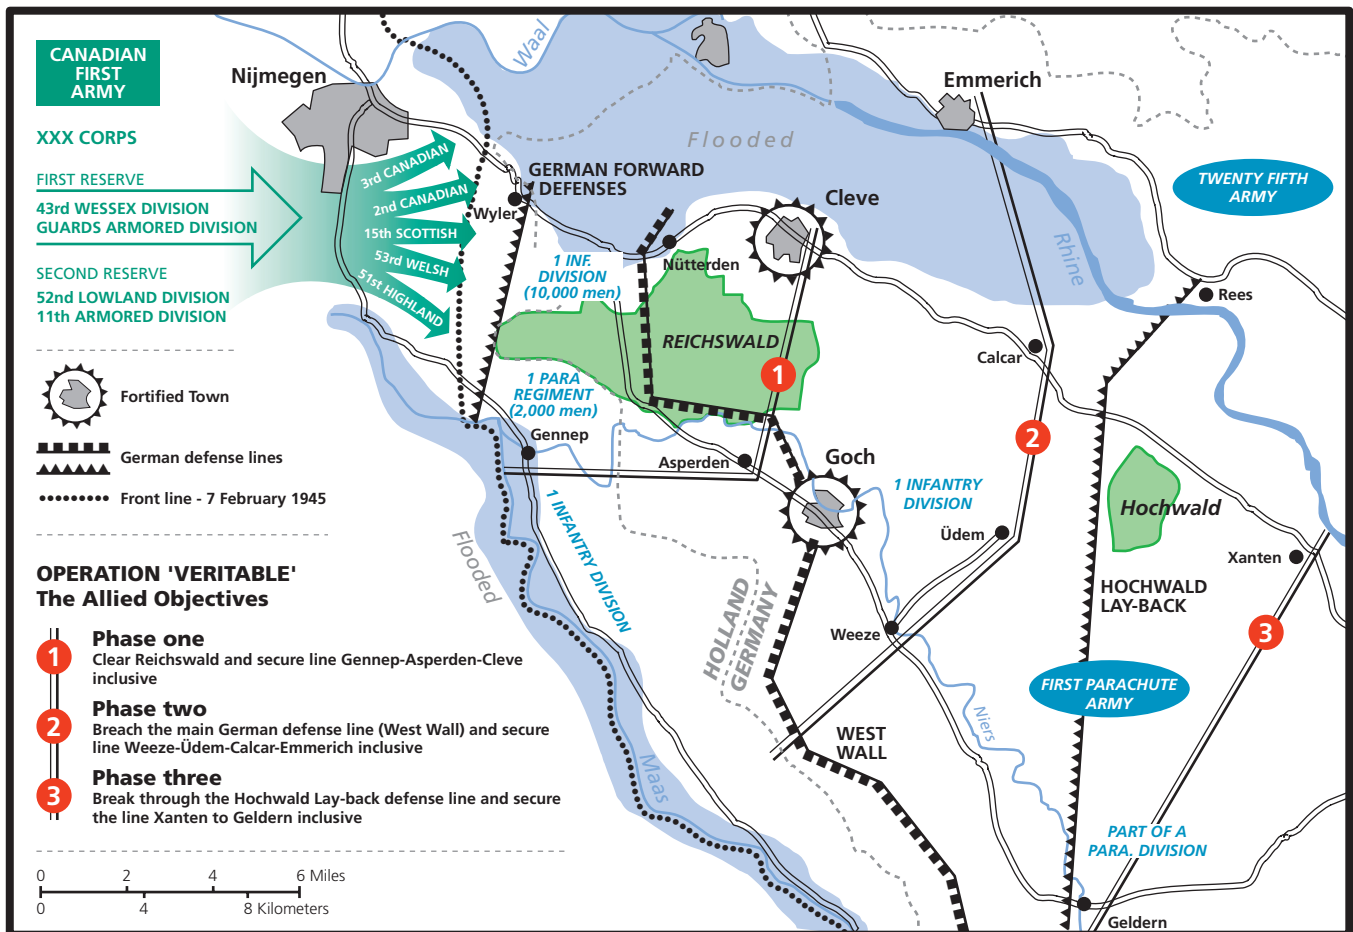 CANADIAN
FIRST
ARMY
XXX CORPS
FIRST RESERVE
43rd WESSEX DIVISION
GUARDS ARMORED DIVISION
SECOND RESERVE
52nd LOWLAND DIVISION
11th ARMORED DIVISION
Fortified Town
German defense lines
Front line - 7 February 1945
OPERATION 'VERITABLE'
The Allied Objectives
1
Phase one
Clear Reichswald and secure line Gennep-Asperden-Cleve
inclusive
2
Phase two
Breach the main German defense line (West Wall) and secure
line Weeze-Üdem-Calcar-Emmerich inclusive
3
Phase three
Break through the Hochwald Lay-back defense line and secure
the line Xanten to Geldern inclusive
0 2 4 6 Miles
0 4 8 Kilometers
Nijmegen
Waal
Emmerich
3rd CANADIAN
2nd CANADIAN
15th SCOTTISH
53rd WELSH
51st HIGHLAND
Flooded
GERMAN FORWARD
DEFENSES
Wyler
Cleve
TWENTY FIFTH
ARMY
Rhine
Nütterden
1 INF.
DIVISION
(10,000 men)
Rees
REICHSWALD
Calcar
1
1 PARA
REGIMENT
(2,000 men)
Gennep
Asperden
Goch
2
1 INFANTRY
DIVISION
Hochwald
Üdem
Xanten
Flooded
1 INFANTRY DIVISION
HOLLAND
GERMANY
HOCHWALD
LAY-BACK
Weeze
3
FIRST PARACHUTE
ARMY
Niers
WEST
WALL
Maas
PART OF A
PARA. DIVISION
Geldern